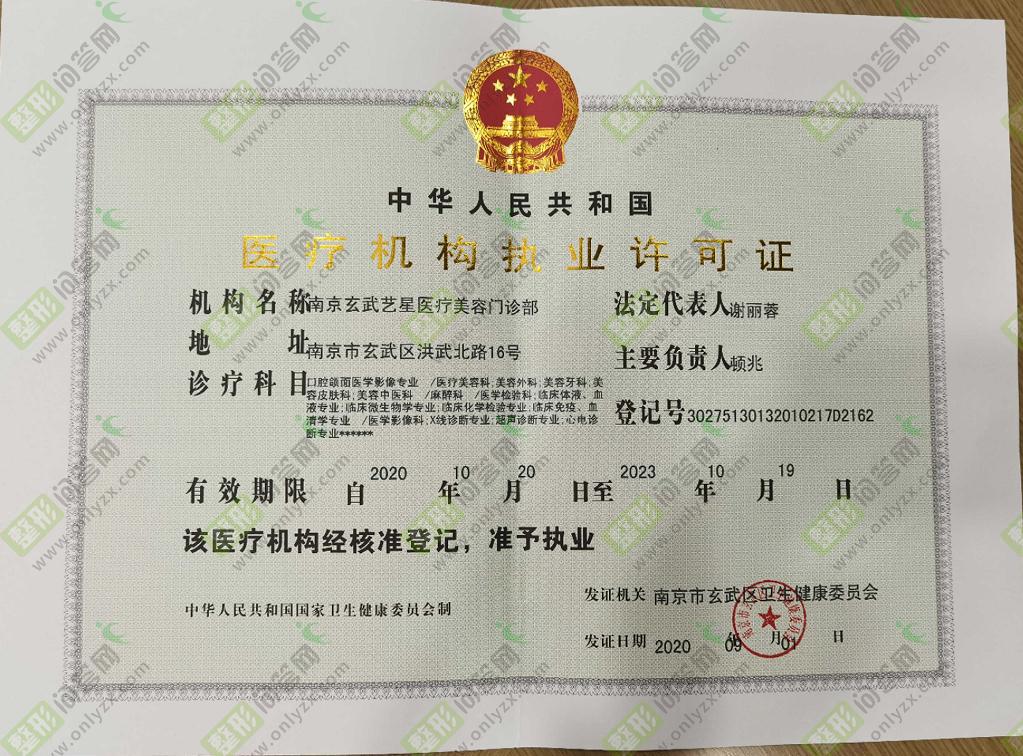 中华人民共和国
医疗机构执业许可证
机构名称 南京玄武艺星医疗美容门诊部
法定代表人 谢丽蓉
地址 南京市玄武区洪武北路16号
主要负责人 顿兆
诊疗科目 口腔颌面医学影像专业 /医疗美容科;美容外科;美容牙科;美
容皮肤科;美容中医科 /麻醉科 /医学检验科;临床体液、血
液专业;临床微生物学专业;临床化学检验专业;临床免疫、血
清学专业 /医学影像科;X线诊断专业;超声诊断专业;心电诊
断专业******
登记号 30275130132010217D2162
有效期限 自 2020 年 10 月 20 日至 2023 年 10 月 19 日
该医疗机构经核准登记，准予执业
中华人民共和国国家卫生健康委员会制
发证机关 南京市玄武区卫生健康委员会
发证日期 2020 年 09 月 01 日
整形问答网
www.onlyzx.com